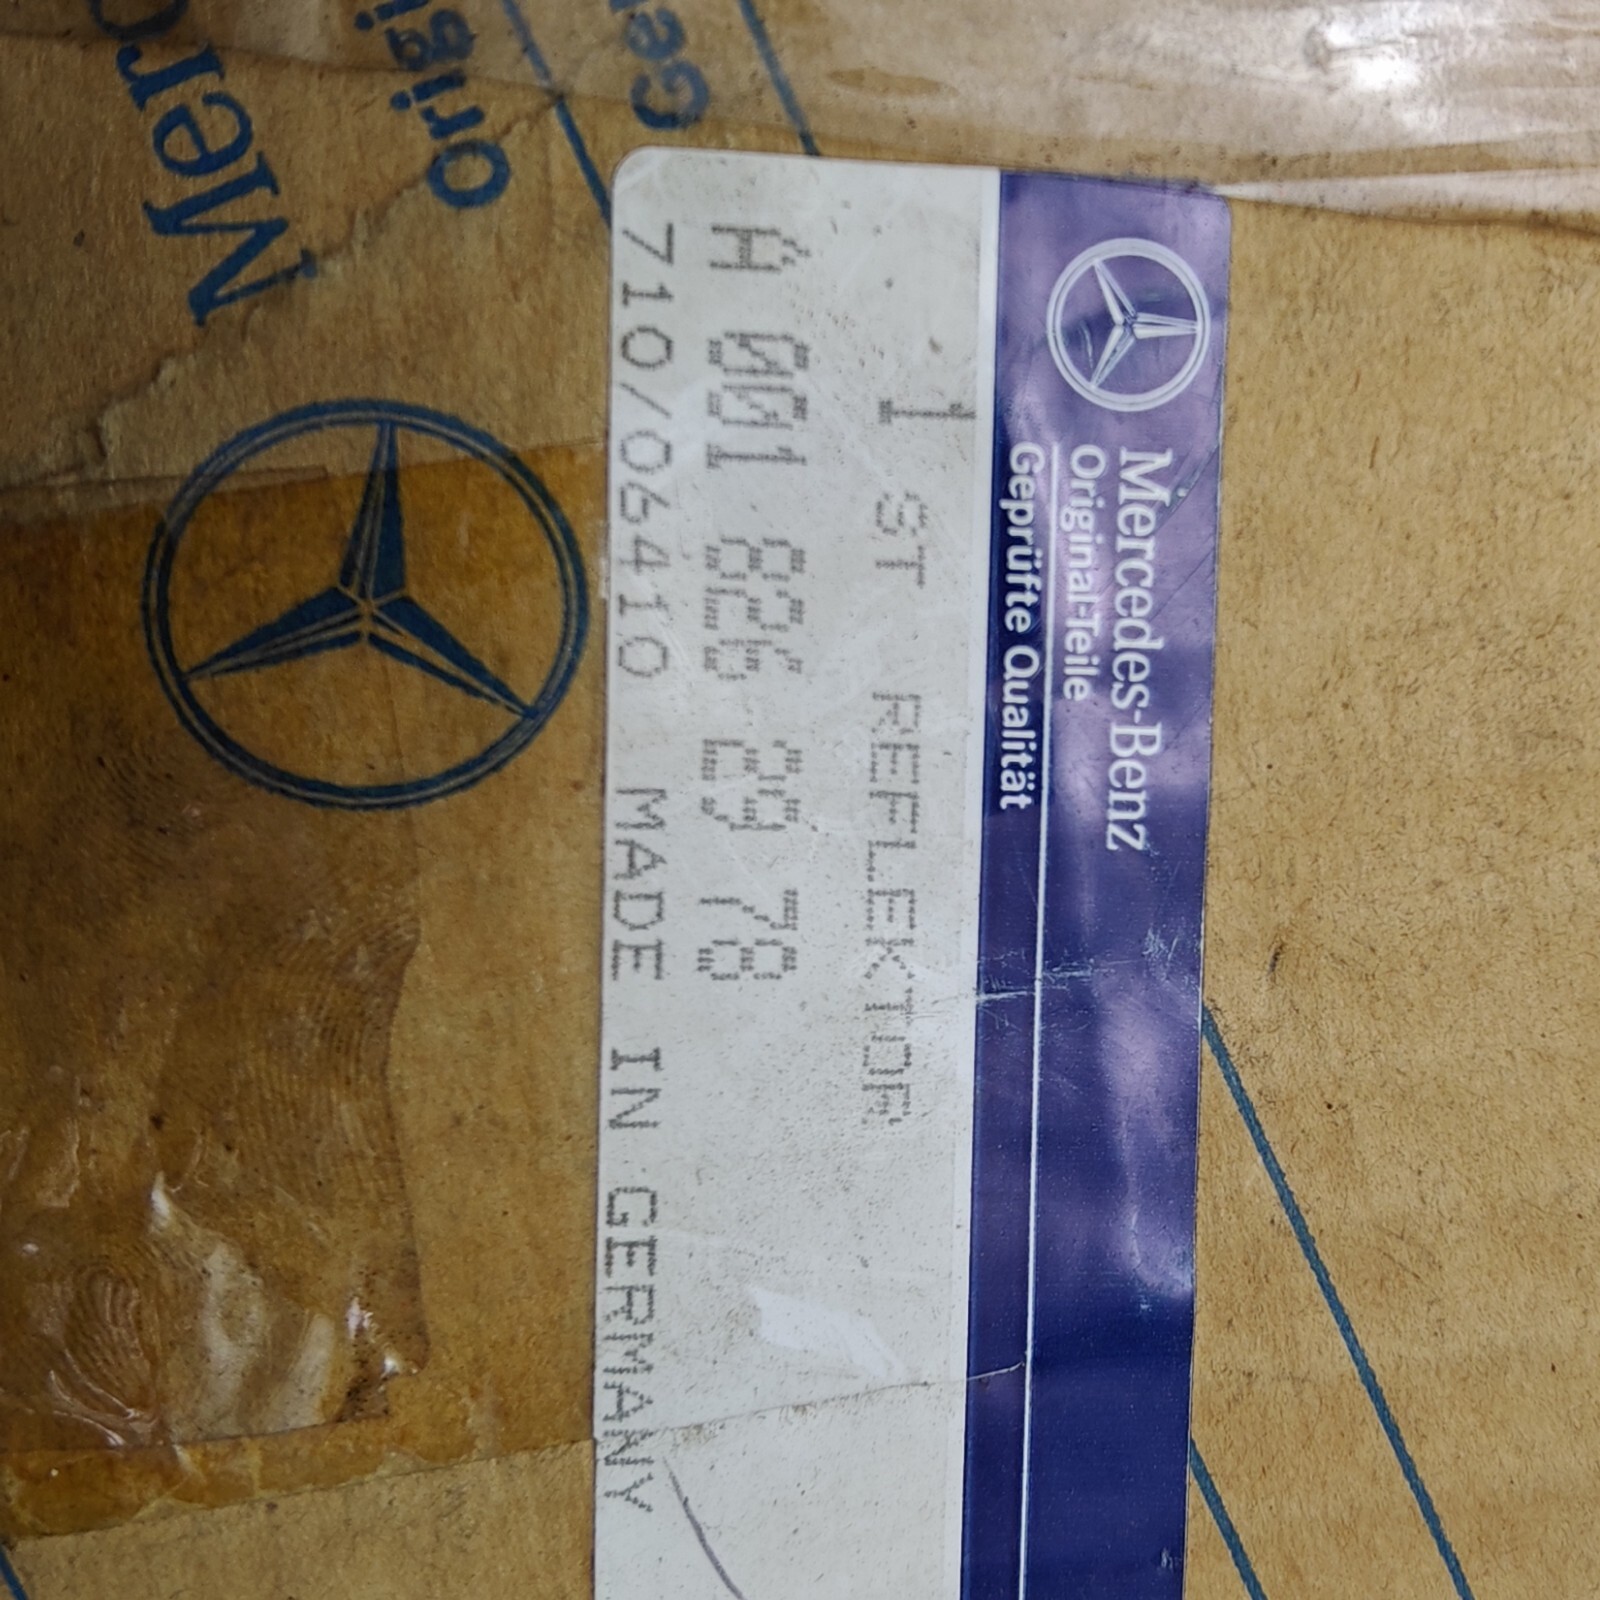 Mercedes-Benz
Original-Teile
Geprüfte Qualität
1 ST REFLEKTOR
A 001 826 29 78
710/06410 MADE IN GERMANY